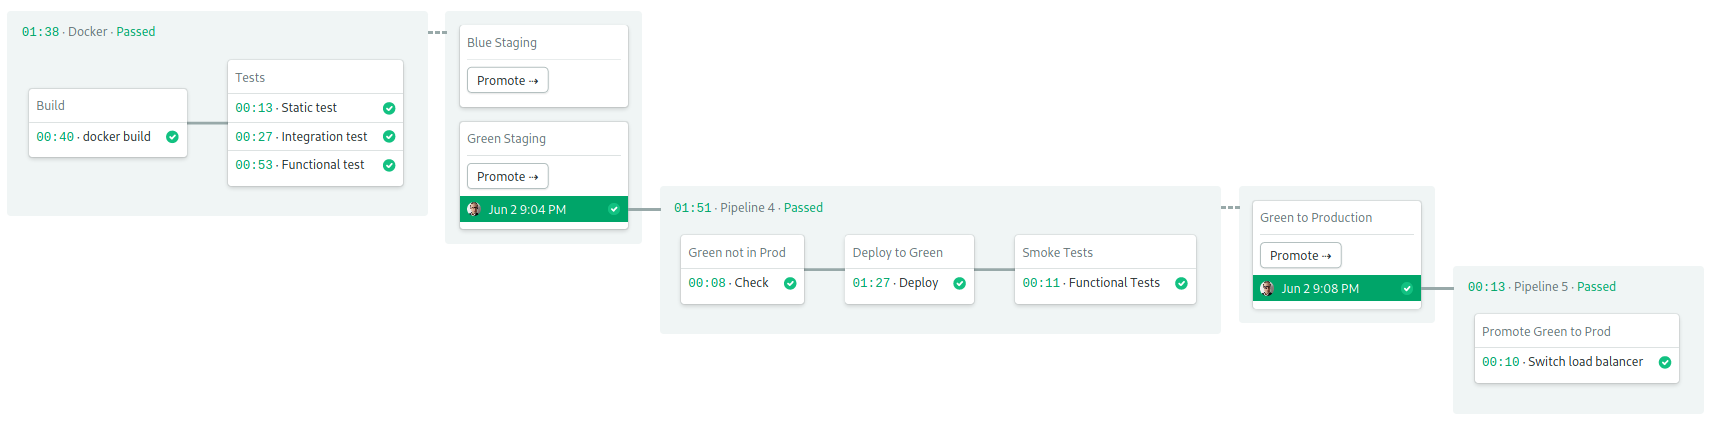 01:38 · Docker · Passed
Build
00:40 · docker build
Tests
00:13 · Static test
00:27 · Integration test
00:53 · Functional test
Blue Staging
Promote ⇢
Green Staging
Promote ⇢
Jun 2 9:04 PM
01:51 · Pipeline 4 · Passed
Green not in Prod
00:08 · Check
Deploy to Green
01:27 · Deploy
Smoke Tests
00:11 · Functional Tests
Green to Production
Promote ⇢
Jun 2 9:08 PM
00:13 · Pipeline 5 · Passed
Promote Green to Prod
00:10 · Switch load balancer